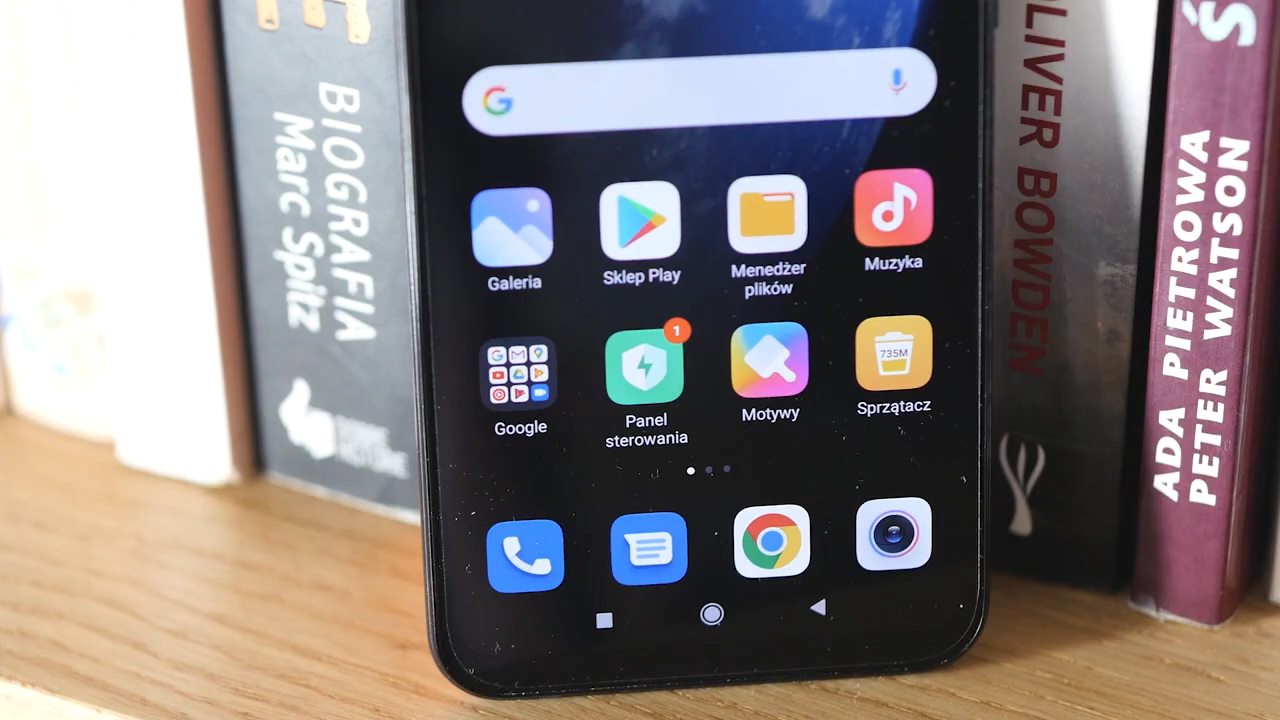 BIOGRAFIA
Marc Spitz
Galeria
Sklep Play
Menedżer
plików
Muzyka
Google
1
Panel
sterowania
Motywy
735M
Sprzątacz
OLIVER BOWDEN
Ś
ADA PIETROWA
PETER WATSON